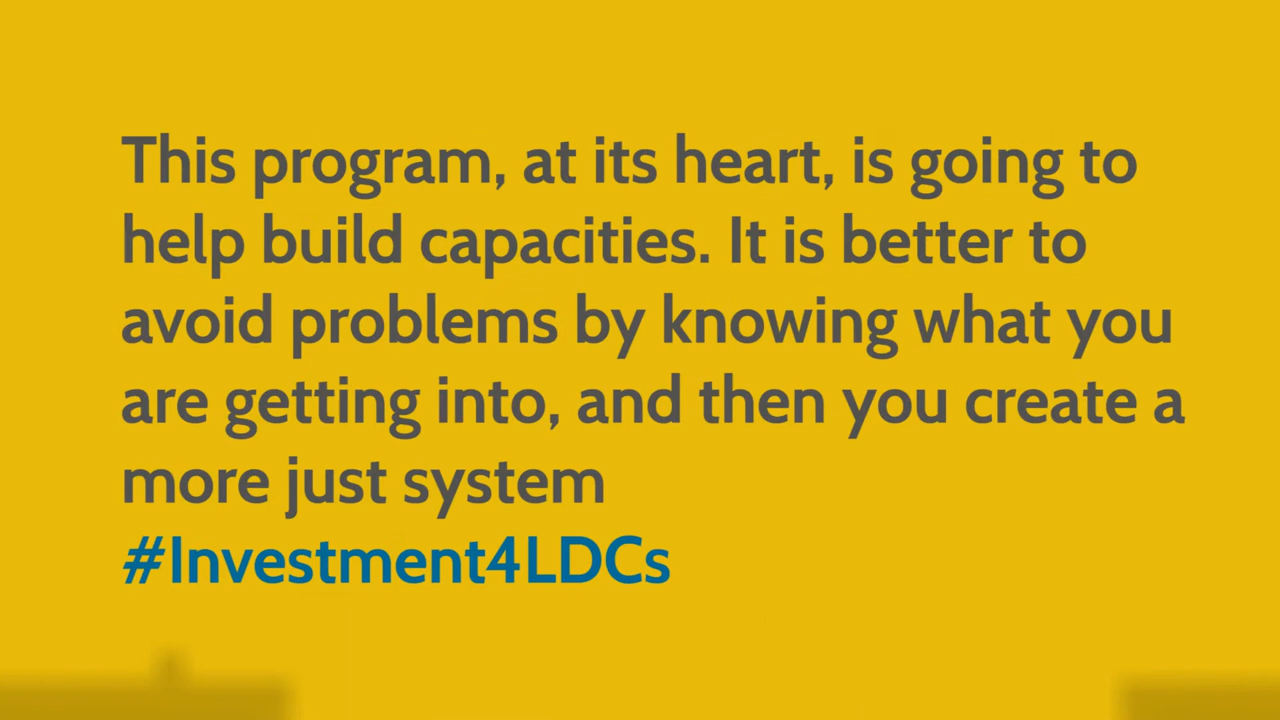 This program, at its heart, is going to
help build capacities. It is better to
avoid problems by knowing what you
are getting into, and then you create a
more just system
#Investment4LDCs